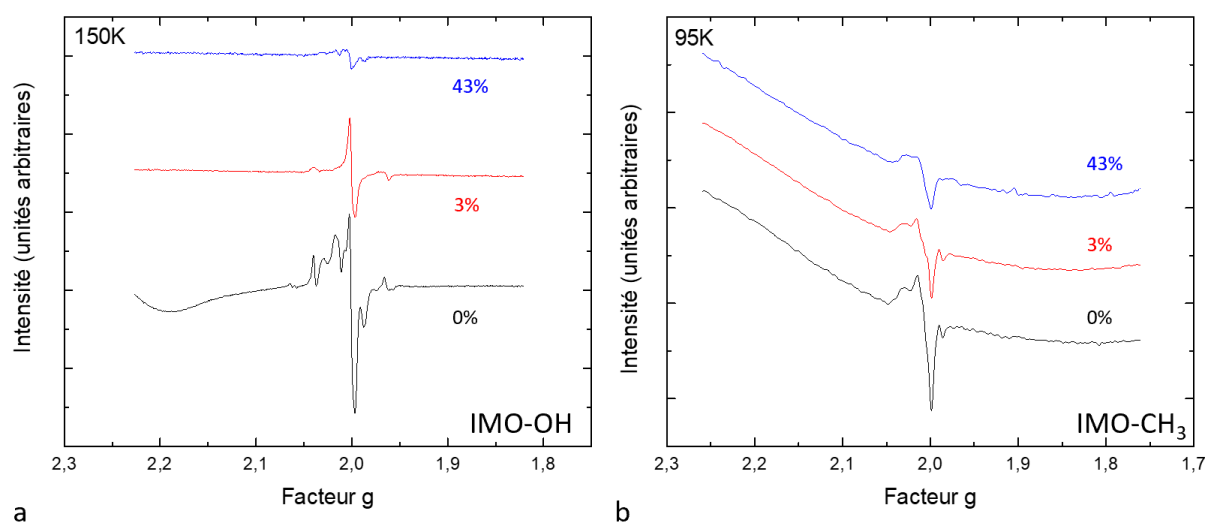 150K
43%
3%
0%
IMO-OH
Intensité (unités arbitraires)
2,3 2,2 2,1 2,0 1,9 1,8
Facteur g
a
95K
43%
3%
0%
IMO-CH₃
Intensité (unités arbitraires)
2,3 2,2 2,1 2,0 1,9 1,8 1,7
Facteur g
b